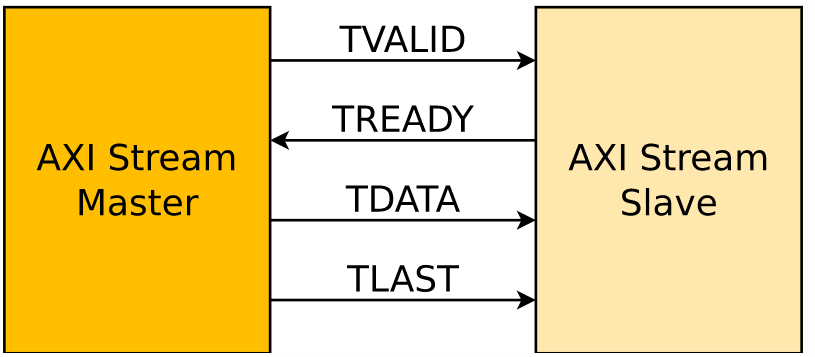 AXI Stream
Master
TVALID
TREADY
TDATA
TLAST
AXI Stream
Slave